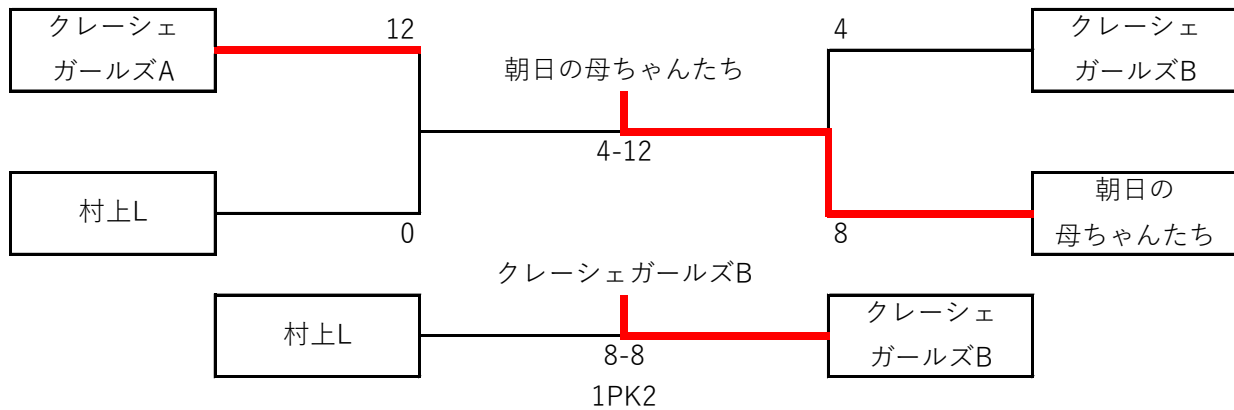 クレーシェ
ガールズA
12
4
クレーシェ
ガールズB
朝日の母ちゃんたち
4-12
村上L
0
8
朝日の
母ちゃんたち
クレーシェガールズB
村上L
8-8
1PK2
クレーシェ
ガールズB